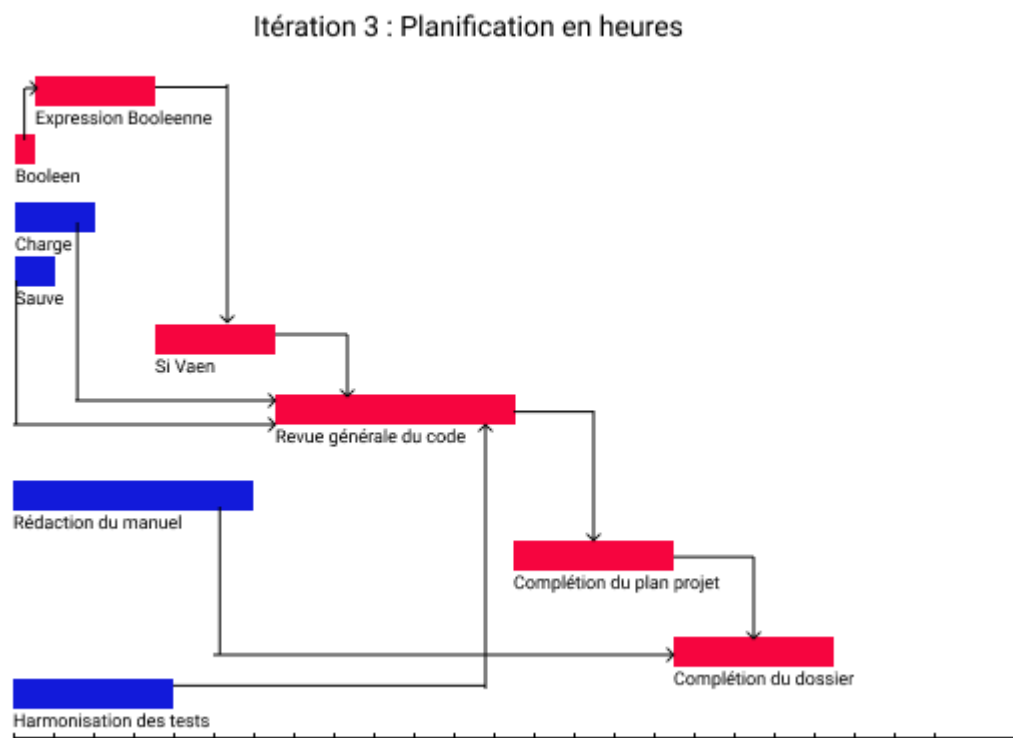 Itération 3 : Planification en heures
Expression Booleenne
Booleen
Charge
Sauve
Si Vaen
Revue générale du code
Rédaction du manuel
Complétion du plan projet
Complétion du dossier
Harmonisation des tests